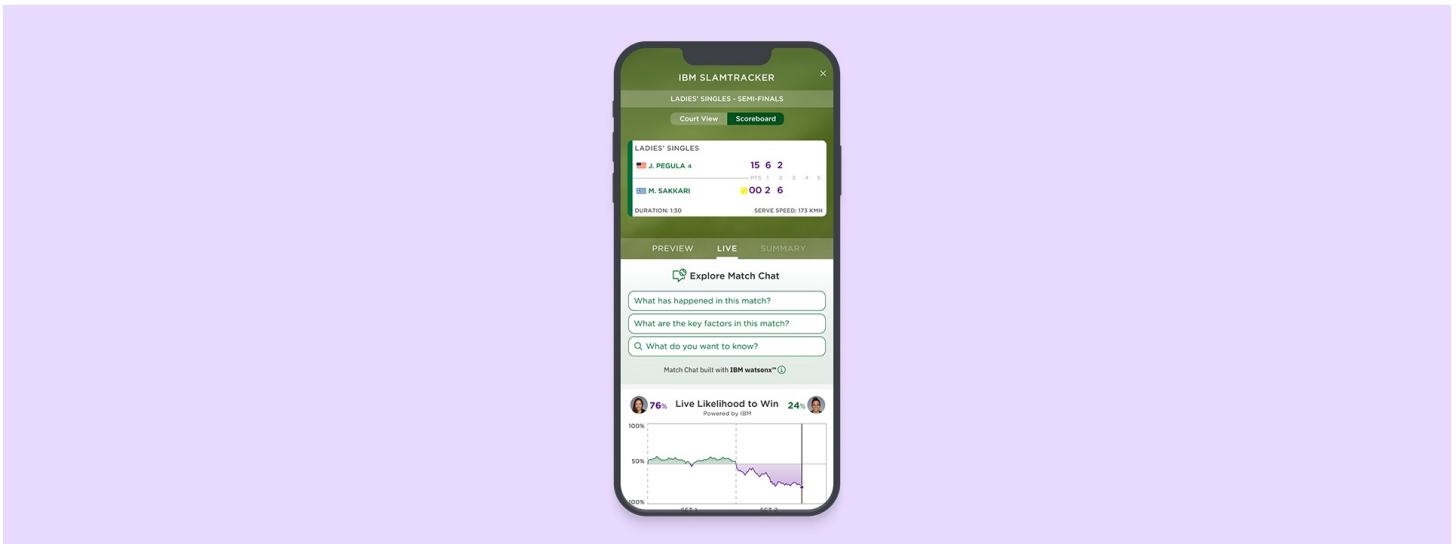 IBM SLAMTRACKER ×
LADIES' SINGLES - SEMI-FINALS
Court View Scoreboard
LADIES' SINGLES
J. PEGULA 4 15 6 2
PTS 1 2 3 4 5
M. SAKKARI 00 2 6
DURATION: 1:30 SERVE SPEED: 173 KMH
PREVIEW LIVE SUMMARY
Explore Match Chat
What has happened in this match?
What are the key factors in this match?
What do you want to know?
Match Chat built with IBM watsonx™
76% Live Likelihood to Win 24%
Powered by IBM
100%
50%
100%
SET 1 SET 2